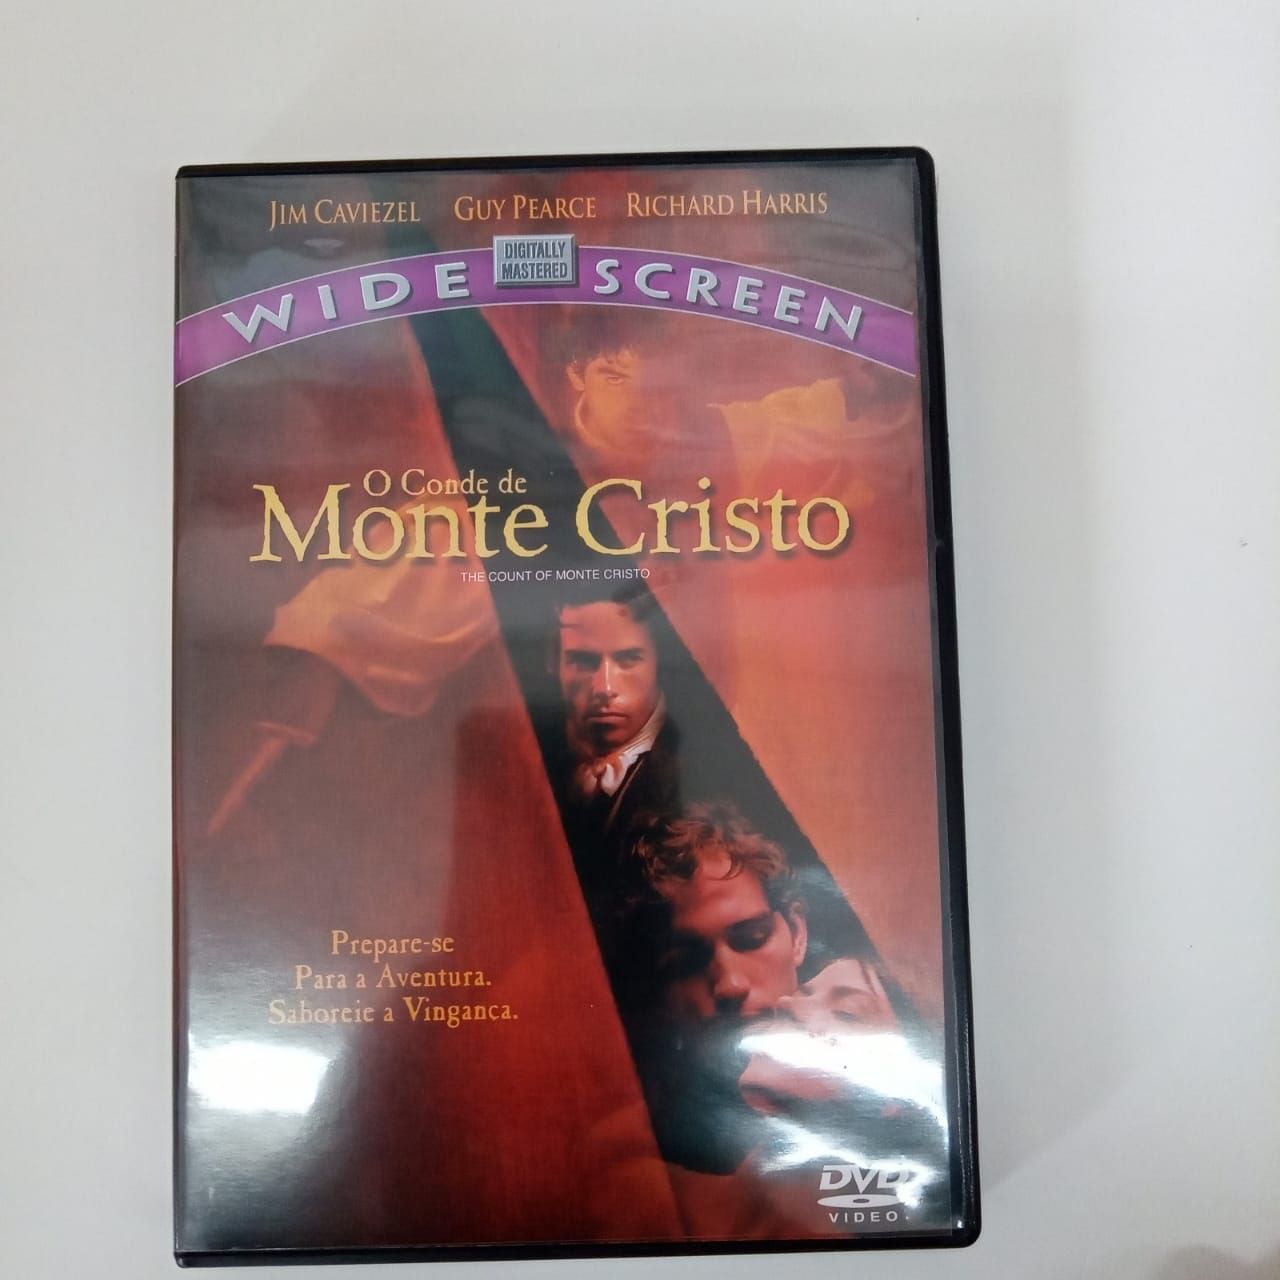 JIM CAVIEZEL GUY PEARCE RICHARD HARRIS
WIDE DIGITALLY MASTERED SCREEN
O Conde de
Monte Cristo
THE COUNT OF MONTE CRISTO
Prepare-se
Para a Aventura.
Saboreie a Vingança.
DVD
VIDEO